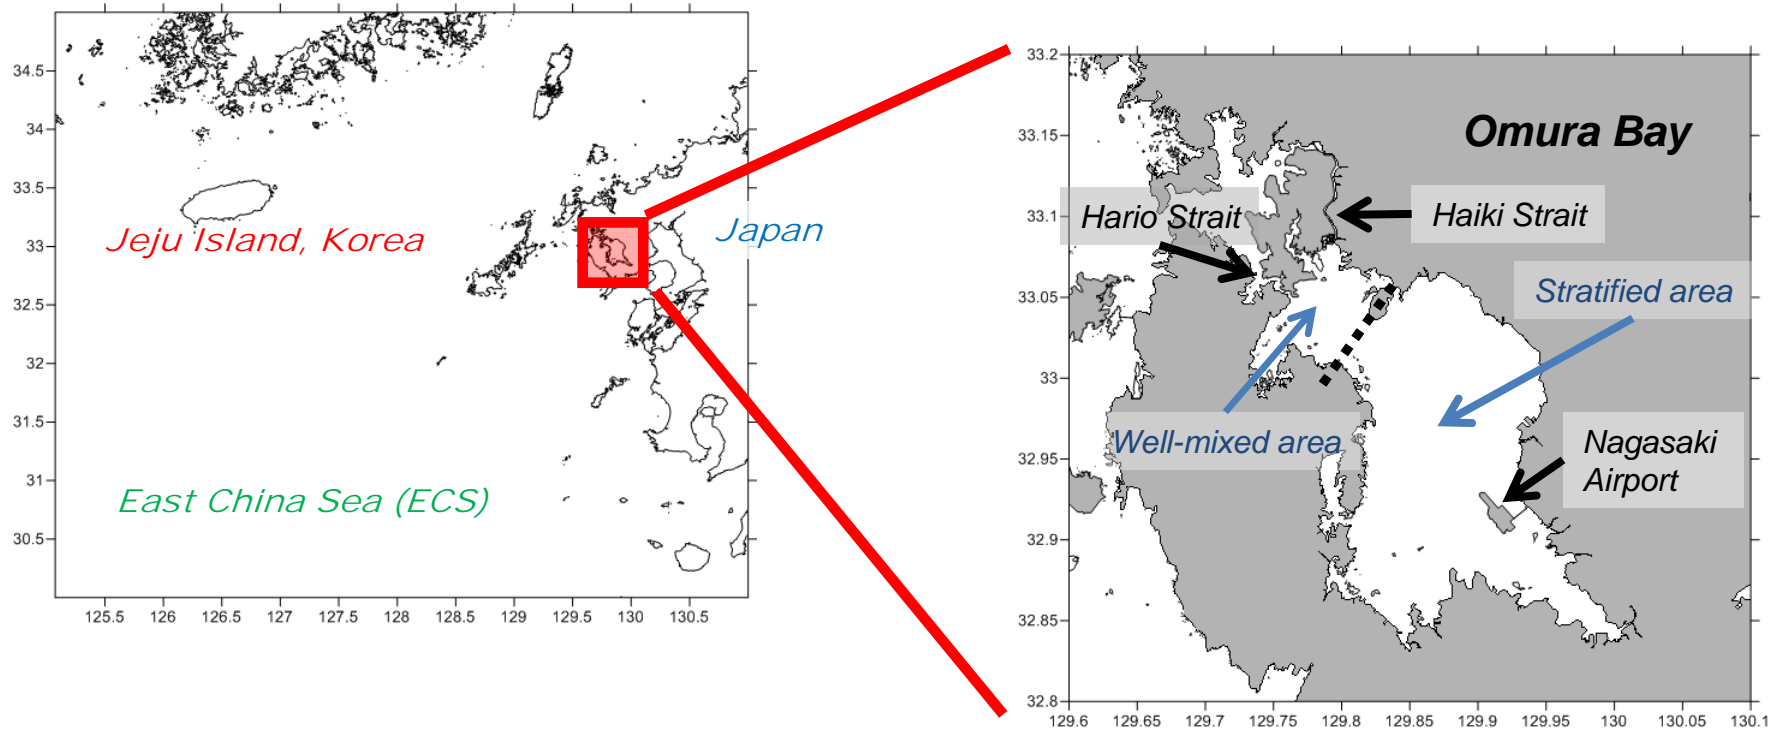 34.5
34
33.5
33
32.5
32
31.5
31
30.5
125.5 126 126.5 127 127.5 128 128.5 129 129.5 130 130.5
Jeju Island, Korea
Japan
East China Sea (ECS)
33.2
33.15
33.1
33.05
33
32.95
32.9
32.85
32.8
129.6 129.65 129.7 129.75 129.8 129.85 129.9 129.95 130 130.05 130.1
Omura Bay
Hario Strait
Haiki Strait
Stratified area
Well-mixed area
Nagasaki
Airport